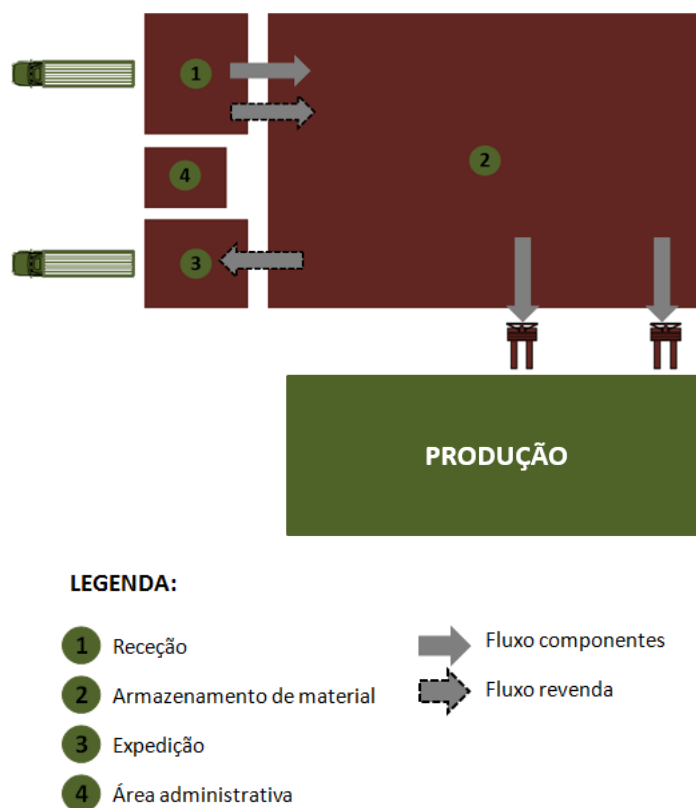 1
2
4
3
PRODUÇÃO
LEGENDA:
1 Receção
2 Armazenamento de material
3 Expedição
4 Área administrativa
Fluxo componentes
Fluxo revenda